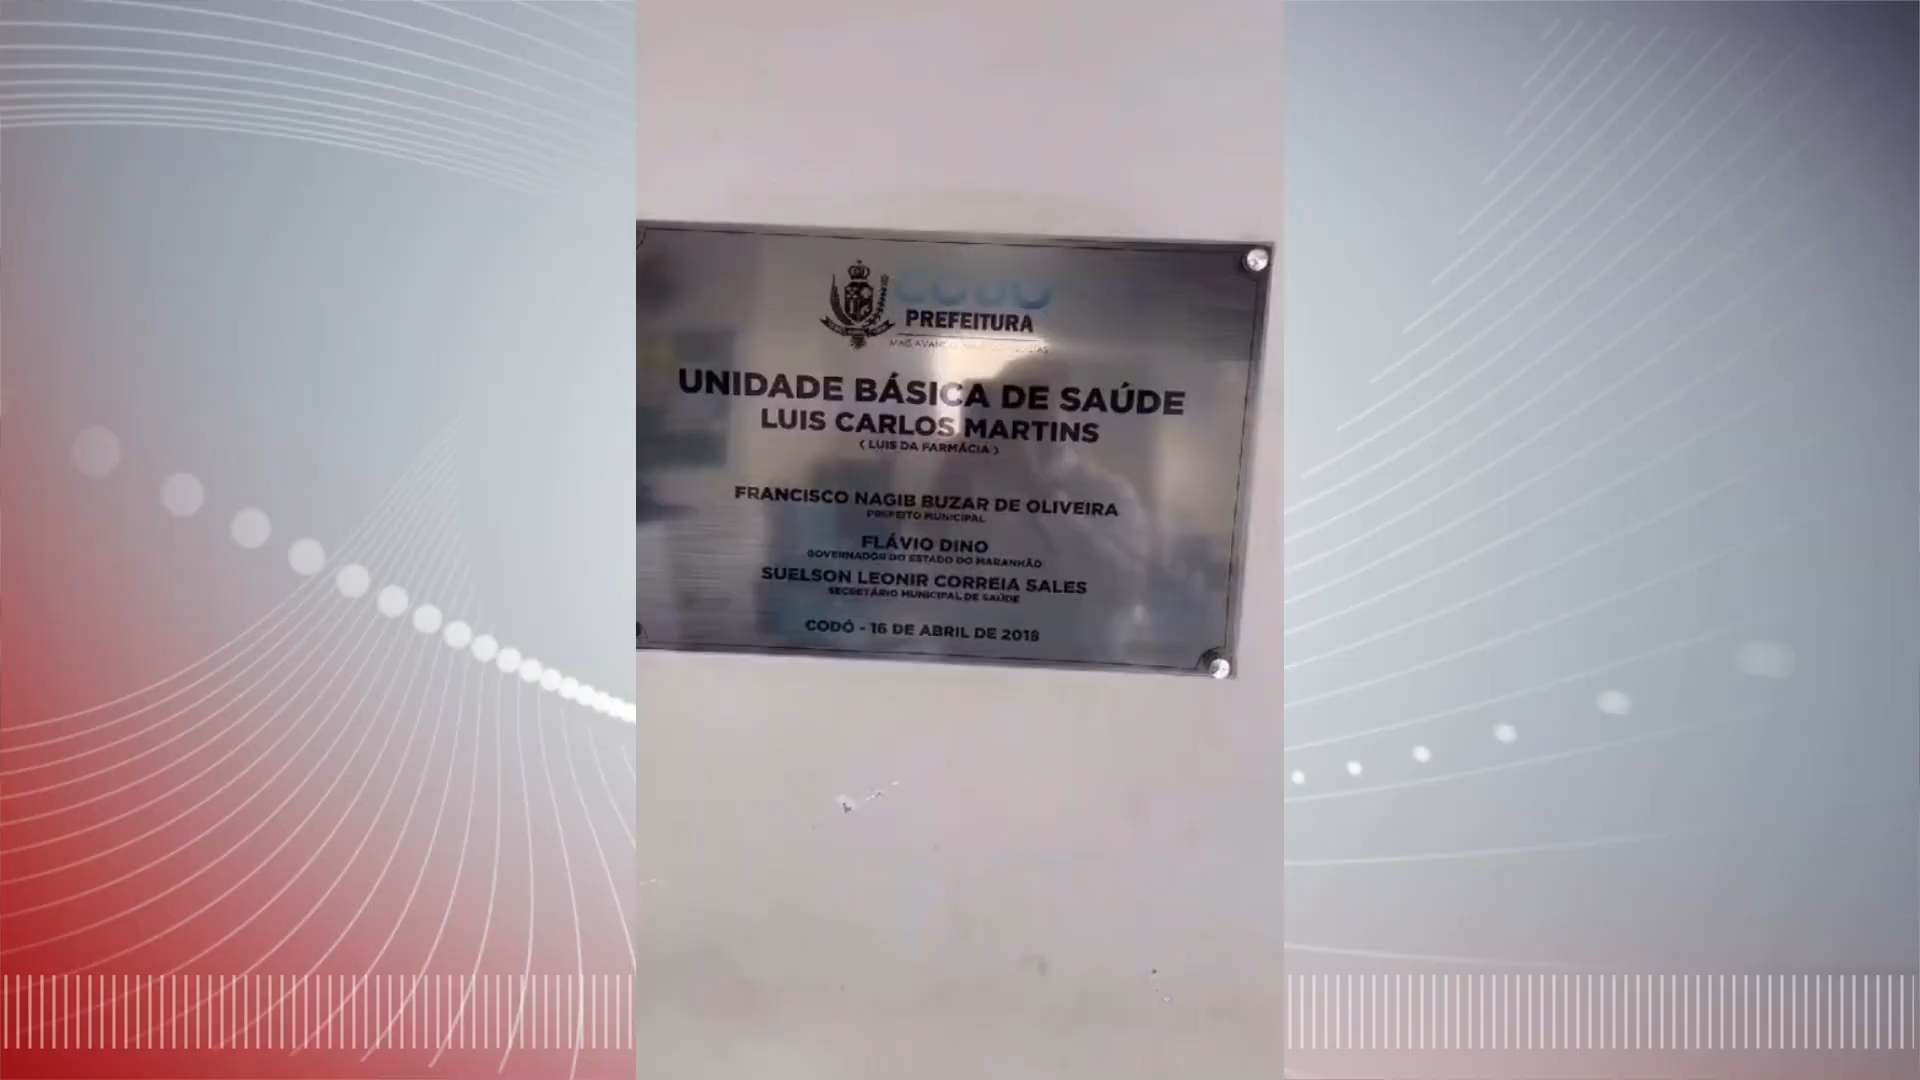 CODÓ
PREFEITURA
UNIDADE BÁSICA DE SAÚDE
LUIS CARLOS MARTINS
( LUIS DA FARMÁCIA )
FRANCISCO NAGIB BUZAR DE OLIVEIRA
PREFEITO MUNICIPAL
FLÁVIO DINO
GOVERNADOR DO ESTADO DO MARANHÃO
SUELSON LEONIR CORREIA SALES
SECRETÁRIO MUNICIPAL DE SAÚDE
CODÓ - 16 DE ABRIL DE 2018